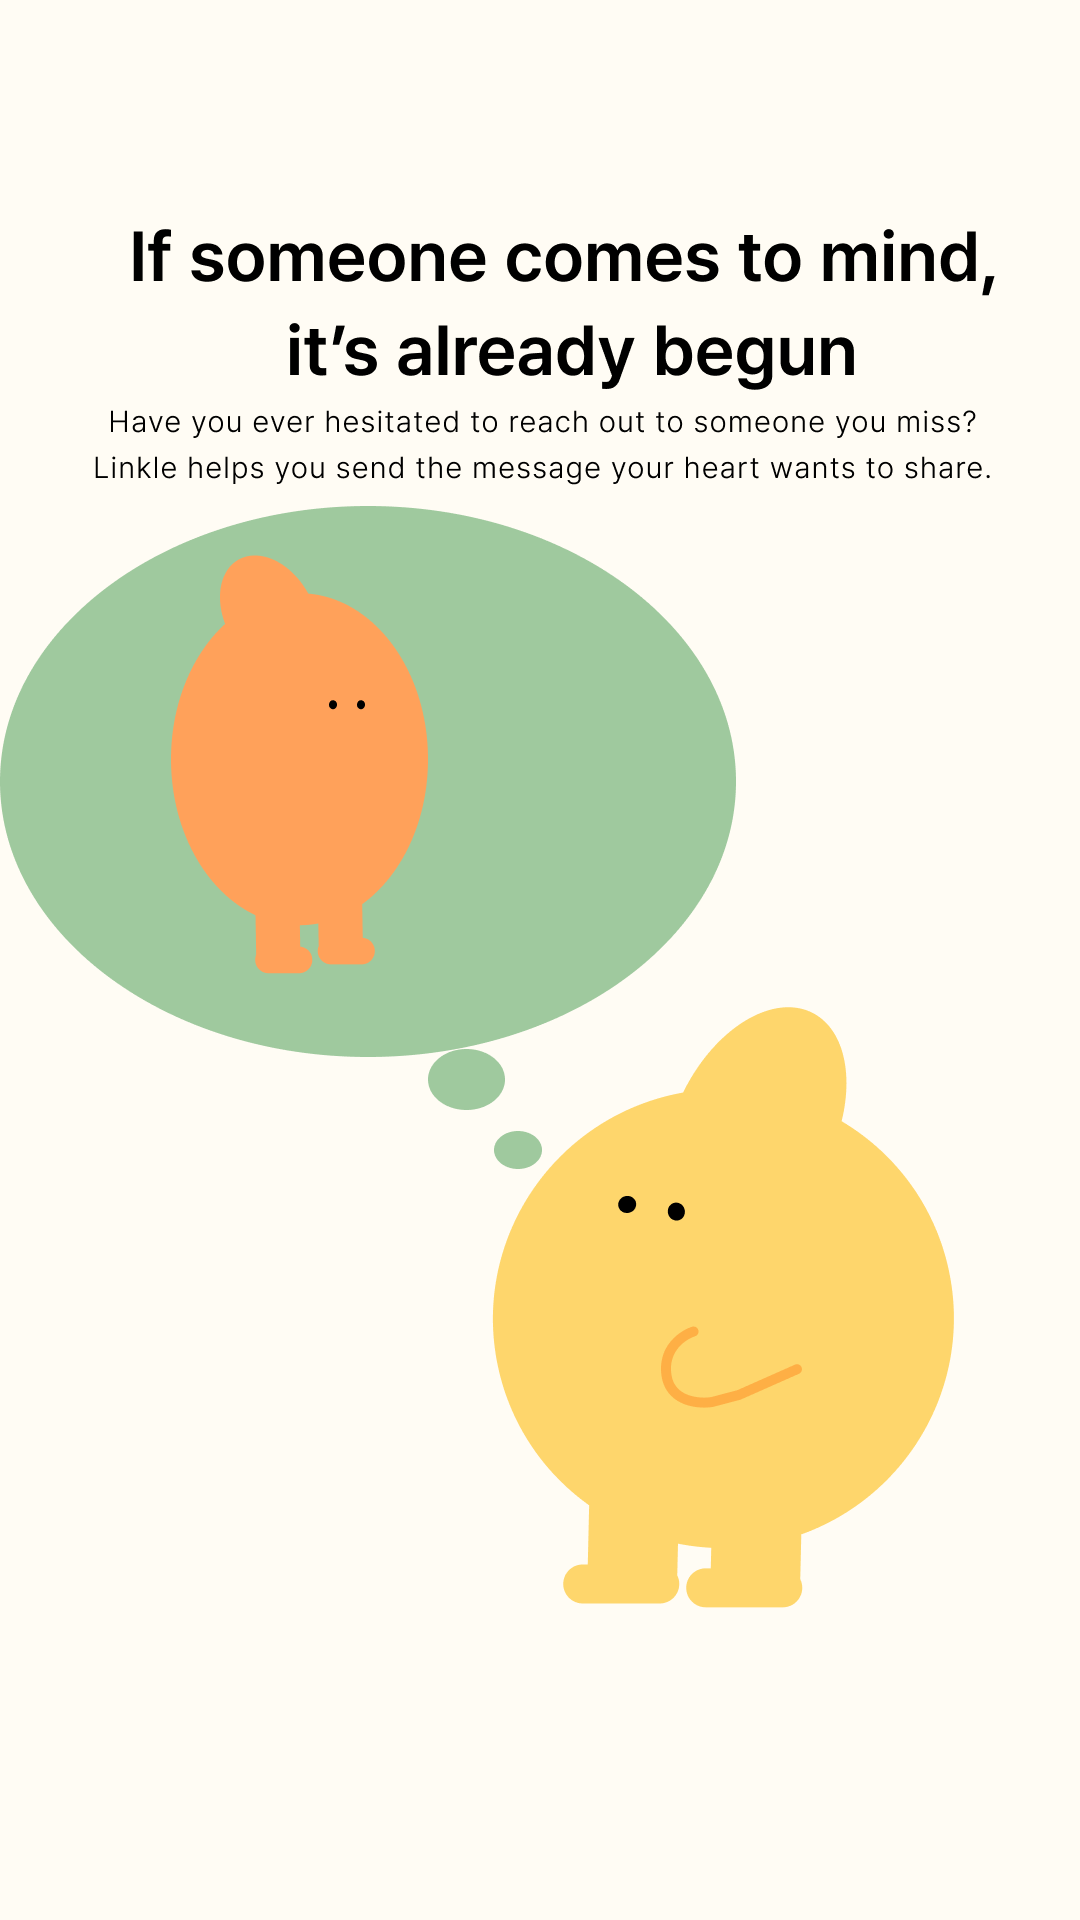 If someone comes to mind,
it’s already begun
Have you ever hesitated to reach out to someone you miss?
Linkle helps you send the message your heart wants to share.